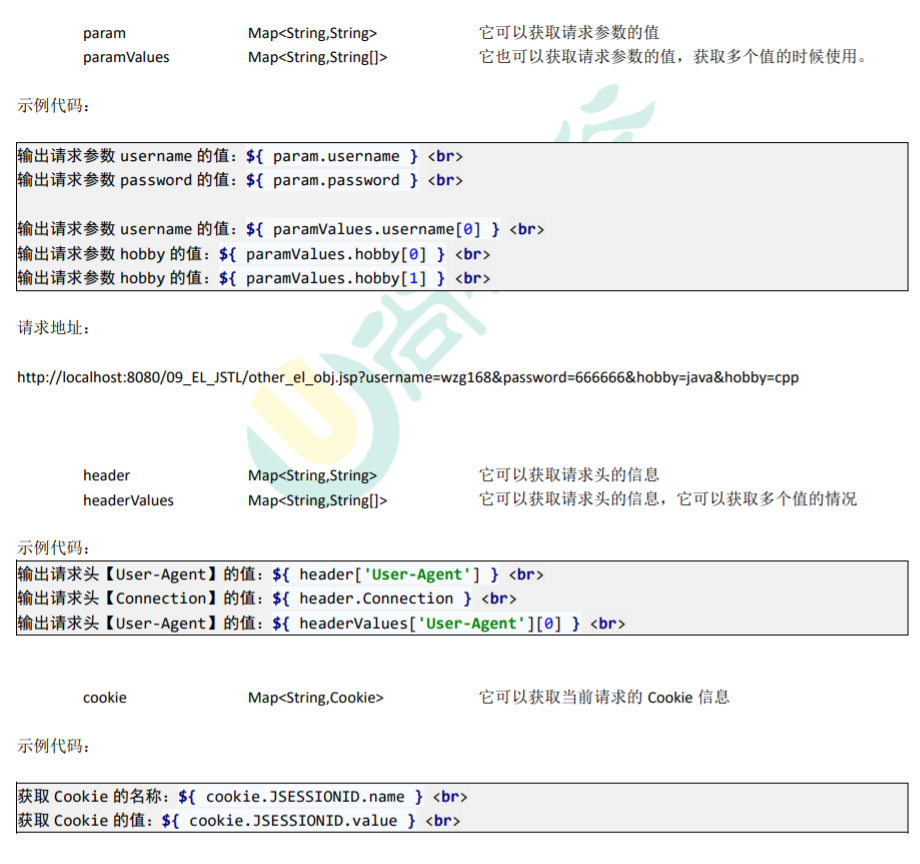 param Map<String,String> 它可以获取请求参数的值
paramValues Map<String,String[]> 它也可以获取请求参数的值，获取多个值的时候使用。
示例代码：
输出请求参数 username 的值：${ param.username } <br>
输出请求参数 password 的值：${ param.password } <br>
输出请求参数 username 的值：${ paramValues.username[0] } <br>
输出请求参数 hobby 的值：${ paramValues.hobby[0] } <br>
输出请求参数 hobby 的值：${ paramValues.hobby[1] } <br>
请求地址：
http://localhost:8080/09_EL_JSTL/other_el_obj.jsp?username=wzg168&password=666666&hobby=java&hobby=cpp
header Map<String,String> 它可以获取请求头的信息
headerValues Map<String,String[]> 它可以获取请求头的信息，它可以获取多个值的情况
示例代码：
输出请求头【User-Agent】的值：${ header['User-Agent'] } <br>
输出请求头【Connection】的值：${ header.Connection } <br>
输出请求头【User-Agent】的值：${ headerValues['User-Agent'][0] } <br>
cookie Map<String,Cookie> 它可以获取当前请求的 Cookie 信息
示例代码：
获取 Cookie 的名称：${ cookie.JSESSIONID.name } <br>
获取 Cookie 的值：${ cookie.JSESSIONID.value } <br>